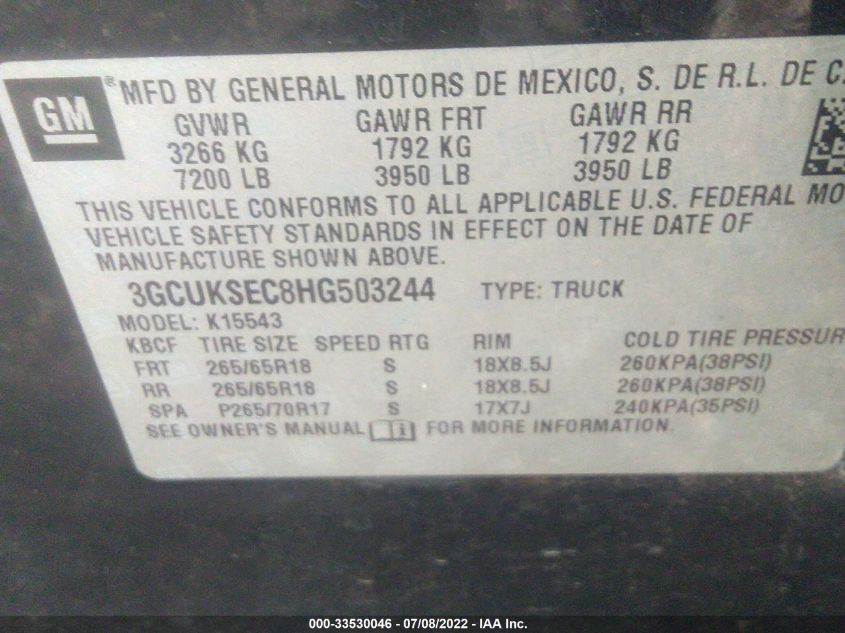 GM
® MFD BY GENERAL MOTORS DE MEXICO, S. DE R.L. DE C.
GVWR GAWR FRT GAWR RR
3266 KG 1792 KG 1792 KG
7200 LB 3950 LB 3950 LB
THIS VEHICLE CONFORMS TO ALL APPLICABLE U.S. FEDERAL MO
VEHICLE SAFETY STANDARDS IN EFFECT ON THE DATE OF
MANUFACTURE SHOWN ABOVE.
3GCUKSEC8HG503244 TYPE: TRUCK
MODEL: K15543
KBCF TIRE SIZE SPEED RTG RIM COLD TIRE PRESSUR
FRT 265/65R18 S 18X8.5J 260KPA(38PSI)
RR 265/65R18 S 18X8.5J 260KPA(38PSI)
SPA P265/70R17 S 17X7J 240KPA(35PSI)
SEE OWNER'S MANUAL i FOR MORE INFORMATION.
000-33530046 - 07/08/2022 - IAA Inc.